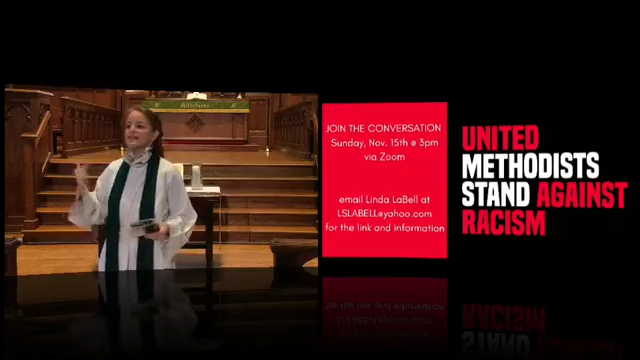 JOIN THE CONVERSATION
Sunday, Nov. 15th @ 3pm
via Zoom
email Linda LaBell at
LSLABELL@yahoo.com
for the link and information
UNITED
METHODISTS
STAND AGAINST
RACISM